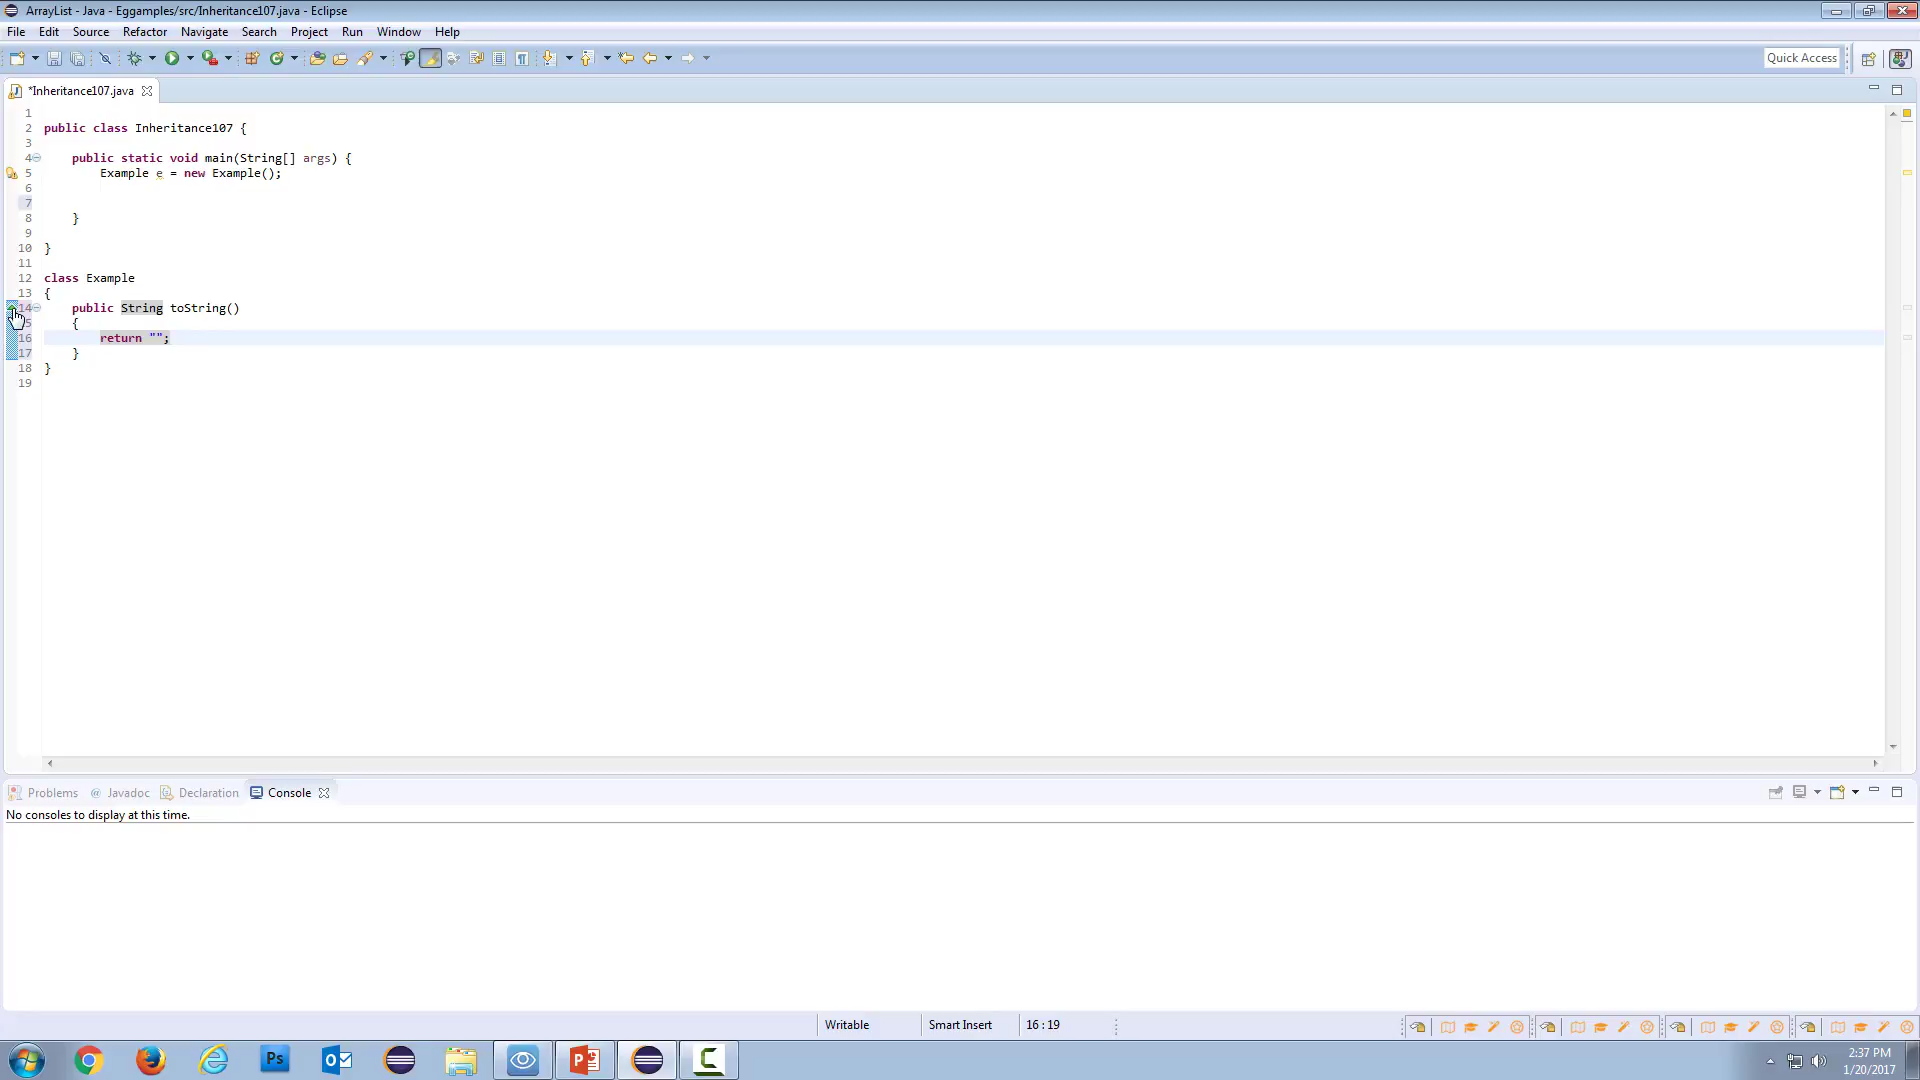 ArrayList - Java - Eggamples/src/Inheritance107.java - Eclipse
File Edit Source Refactor Navigate Search Project Run Window Help
Quick Access
*Inheritance107.java
1
2 public class Inheritance107 {
3
4 public static void main(String[] args) {
5 Example e = new Example();
6
7
8 }
9
10 }
11
12 class Example
13 {
14 public String toString()
15 {
16 return "";
17 }
18 }
19
Problems @ Javadoc Declaration Console
No consoles to display at this time.
Writable Smart Insert 16 : 19
Ps
2:37 PM
1/20/2017